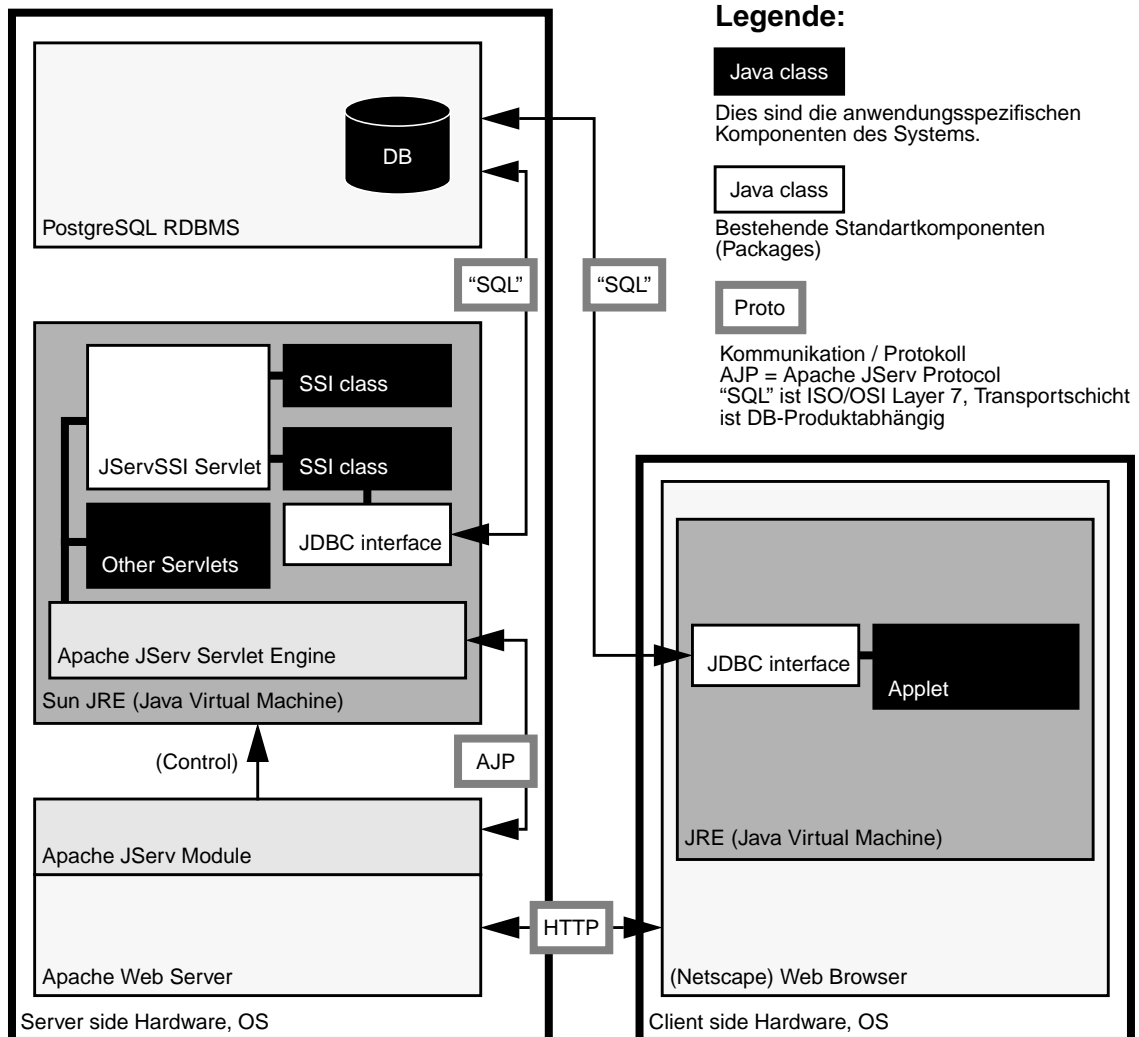 Legende:
Java class
Dies sind die anwendungsspezifischen
Komponenten des Systems.
Java class
Bestehende Standartkomponenten
(Packages)
Proto
Kommunikation / Protokoll
AJP = Apache JServ Protocol
“SQL” ist ISO/OSI Layer 7, Transportschicht
ist DB-Produktabhängig
DB
PostgreSQL RDBMS
“SQL”
“SQL”
SSI class
JServSSI Servlet
SSI class
JDBC interface
Other Servlets
Apache JServ Servlet Engine
Sun JRE (Java Virtual Machine)
(Control)
AJP
Apache JServ Module
HTTP
Apache Web Server
Server side Hardware, OS
JDBC interface
Applet
JRE (Java Virtual Machine)
(Netscape) Web Browser
Client side Hardware, OS